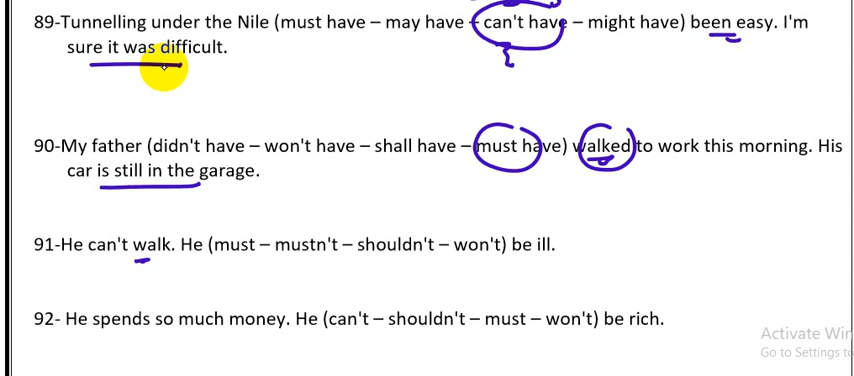 89-Tunnelling under the Nile (must have – may have – can't have – might have) been easy. I'm
sure it was difficult.
90-My father (didn't have – won't have – shall have – must have) walked to work this morning. His
car is still in the garage.
91-He can't walk. He (must – mustn't – shouldn't – won't) be ill.
92- He spends so much money. He (can't – shouldn't – must – won't) be rich.
Activate Win
Go to Settings to